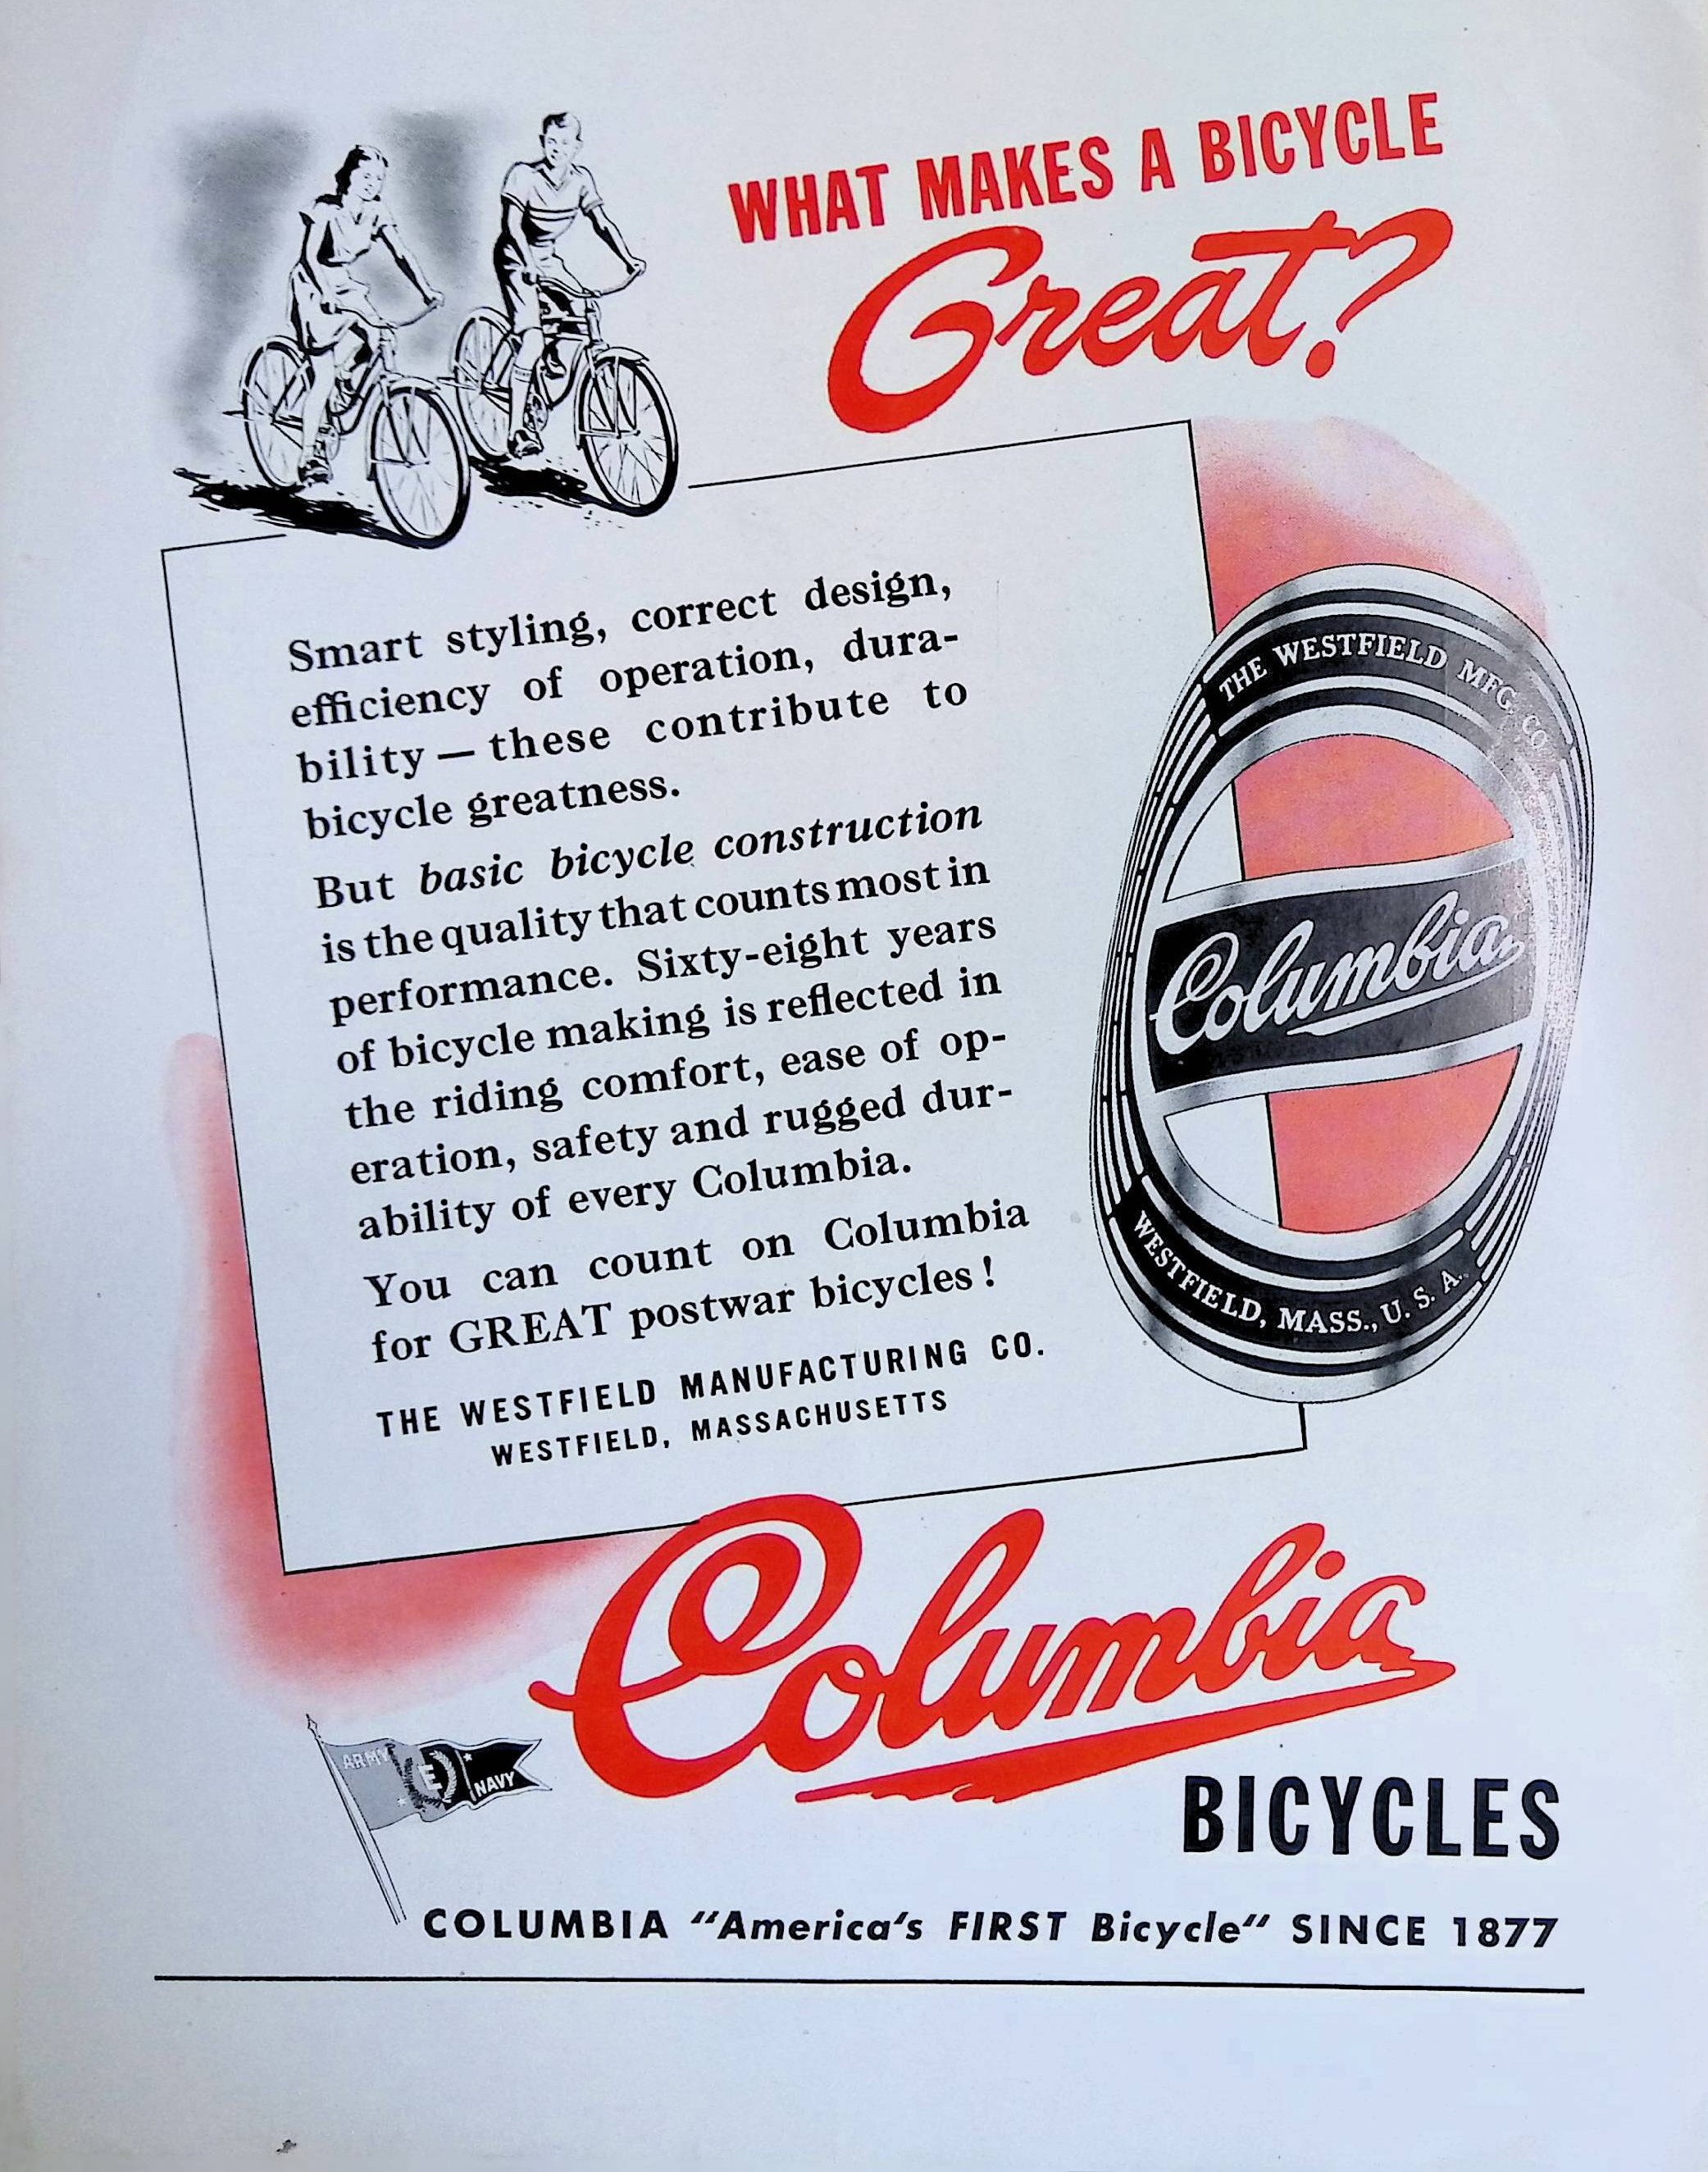 WHAT MAKES A BICYCLE
Great?
Smart styling, correct design,
efficiency of operation, dura-
bility — these contribute to
bicycle greatness.
But basic bicycle construction
is the quality that counts most in
performance. Sixty-eight years
of bicycle making is reflected in
the riding comfort, ease of op-
eration, safety and rugged dur-
ability of every Columbia.
You can count on Columbia
for GREAT postwar bicycles!
THE WESTFIELD MANUFACTURING CO.
WESTFIELD, MASSACHUSETTS
THE WESTFIELD MFG. CO.
Columbia
WESTFIELD, MASS., U. S. A.
Columbia
BICYCLES
ARMY E NAVY
COLUMBIA "America's FIRST Bicycle" SINCE 1877